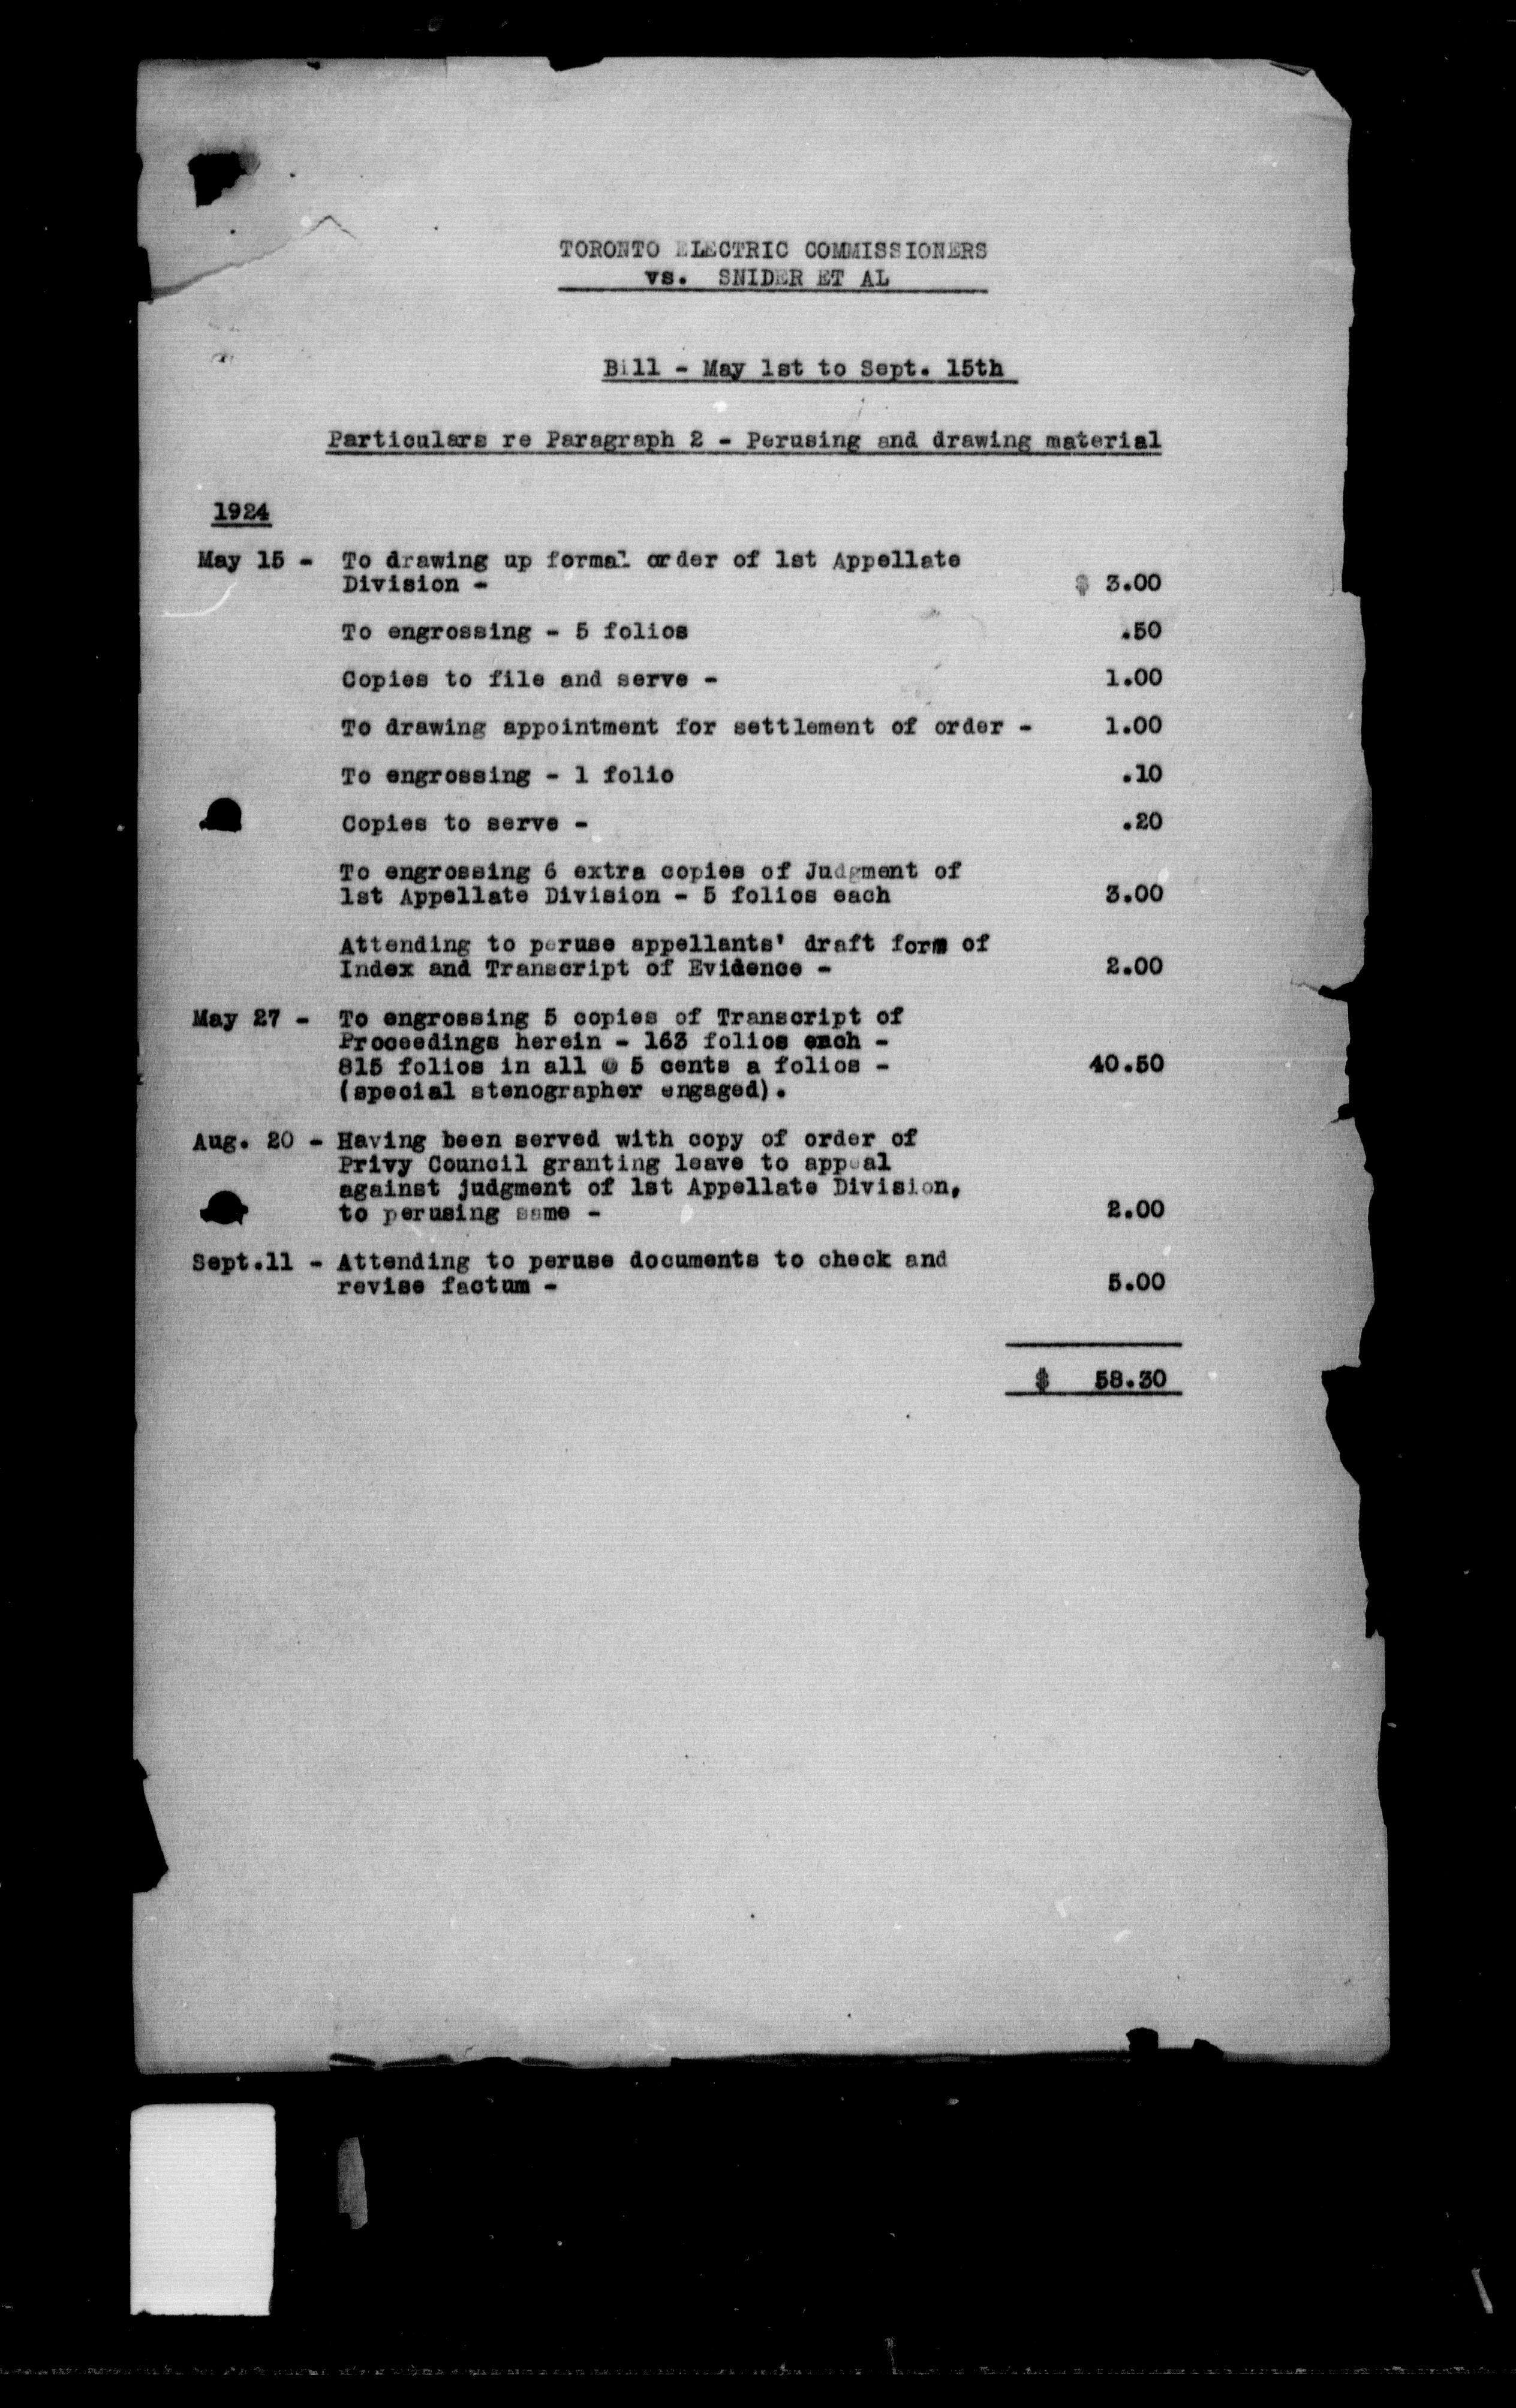 TORONTO ELECTRIC COMMISSIONERS
vs. SNIDER ET AL
Bill - May 1st to Sept. 15th
Particulars re Paragraph 2 - Perusing and drawing material
1924
May 15 - To drawing up formal order of 1st Appellate
Division - $ 3.00
To engrossing - 5 folios .50
Copies to file and serve - 1.00
To drawing appointment for settlement of order - 1.00
To engrossing - 1 folio .10
Copies to serve - .20
To engrossing 6 extra copies of Judgment of
1st Appellate Division - 5 folios each 3.00
Attending to peruse appellants' draft form of
Index and Transcript of Evidence - 2.00
May 27 - To engrossing 5 copies of Transcript of
Proceedings herein - 163 folios each -
815 folios in all @ 5 cents a folios - 40.50
(special stenographer engaged).
Aug. 20 - Having been served with copy of order of
Privy Council granting leave to appeal
against judgment of 1st Appellate Division,
to perusing same - 2.00
Sept.11 - Attending to peruse documents to check and
revise factum - 5.00
$ 58.30